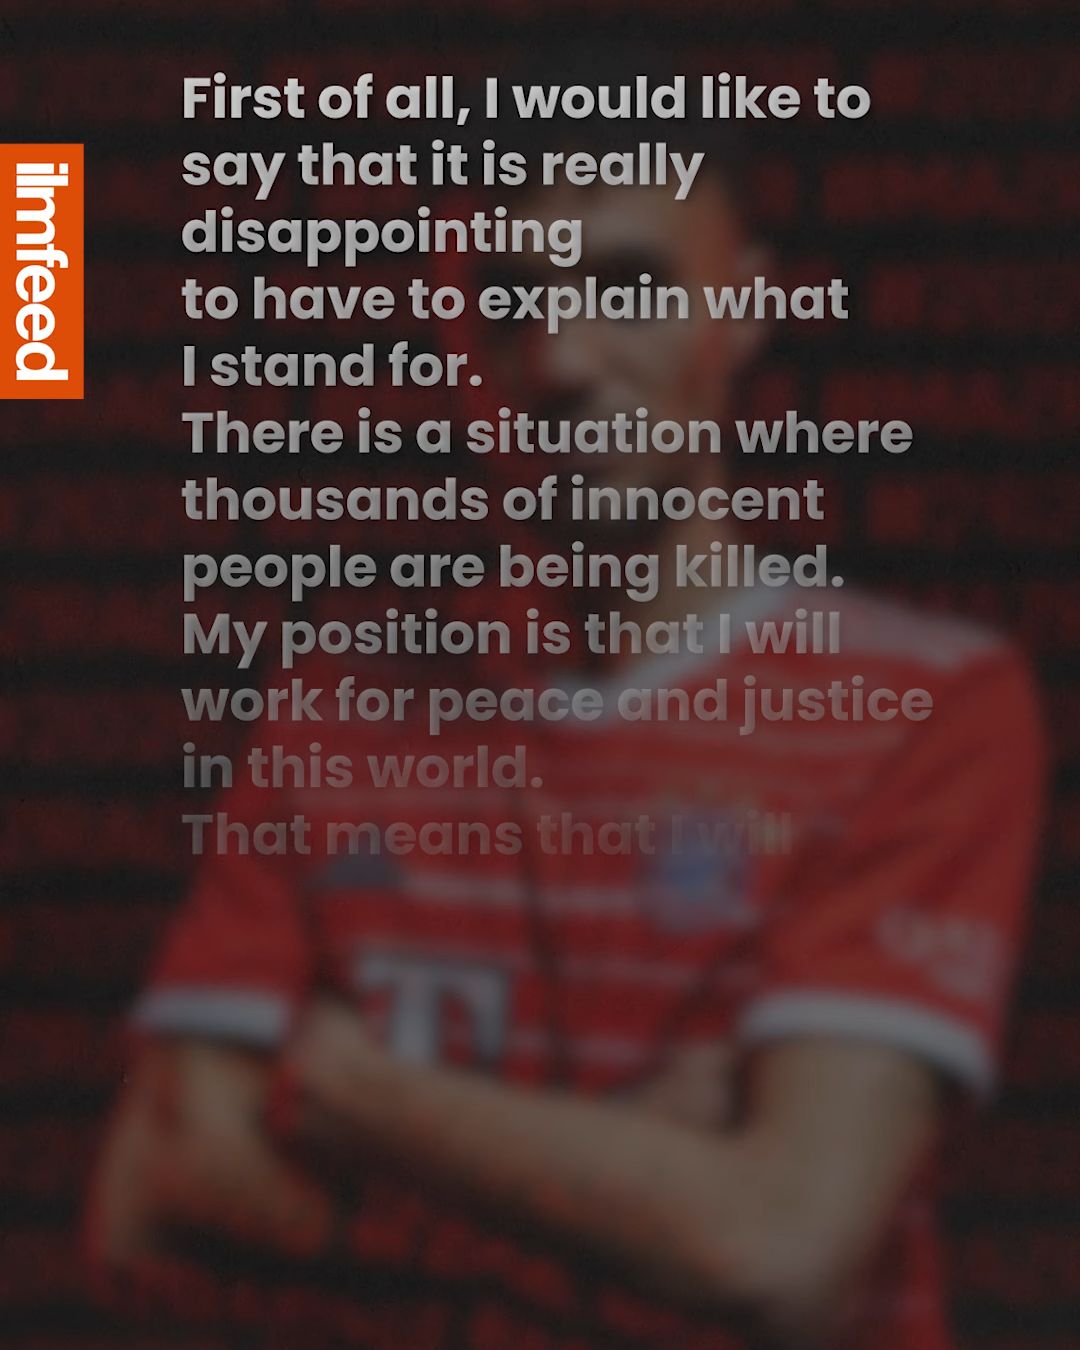 ilmfeed
First of all, I would like to
say that it is really
disappointing
to have to explain what
I stand for.
There is a situation where
thousands of innocent
people are being killed.
My position is that I will
work for peace and justice
in this world.
That means that I will
T